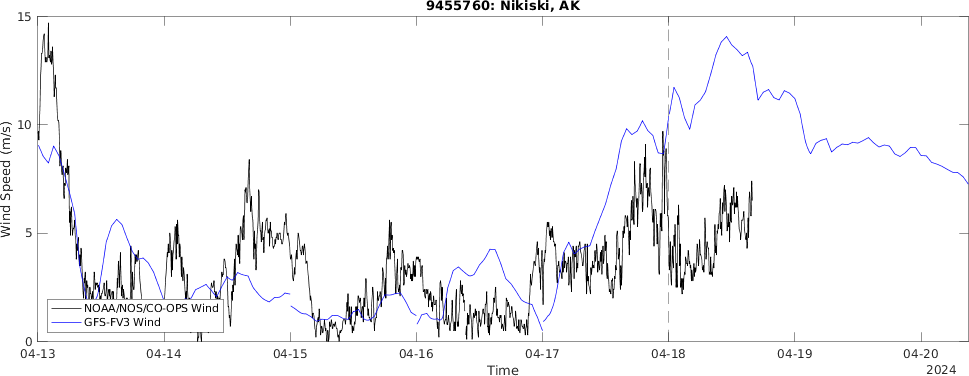 9455760: Nikiski, AK
15
10
5
0
Wind Speed (m/s)
NOAA/NOS/CO-OPS Wind
GFS-FV3 Wind
04-13 04-14 04-15 04-16 04-17 04-18 04-19 04-20
Time
2024